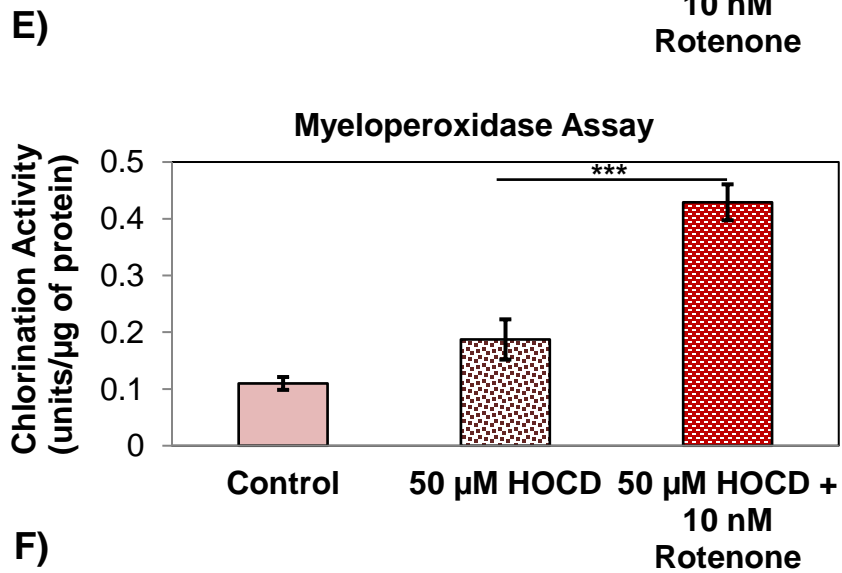 10 nM
Rotenone
E)
Myeloperoxidase Assay
Chlorination Activity
(units/µg of protein)
0.5
0.4
0.3
0.2
0.1
0
***
Control
50 µM HOCD
50 µM HOCD +
10 nM
Rotenone
F)